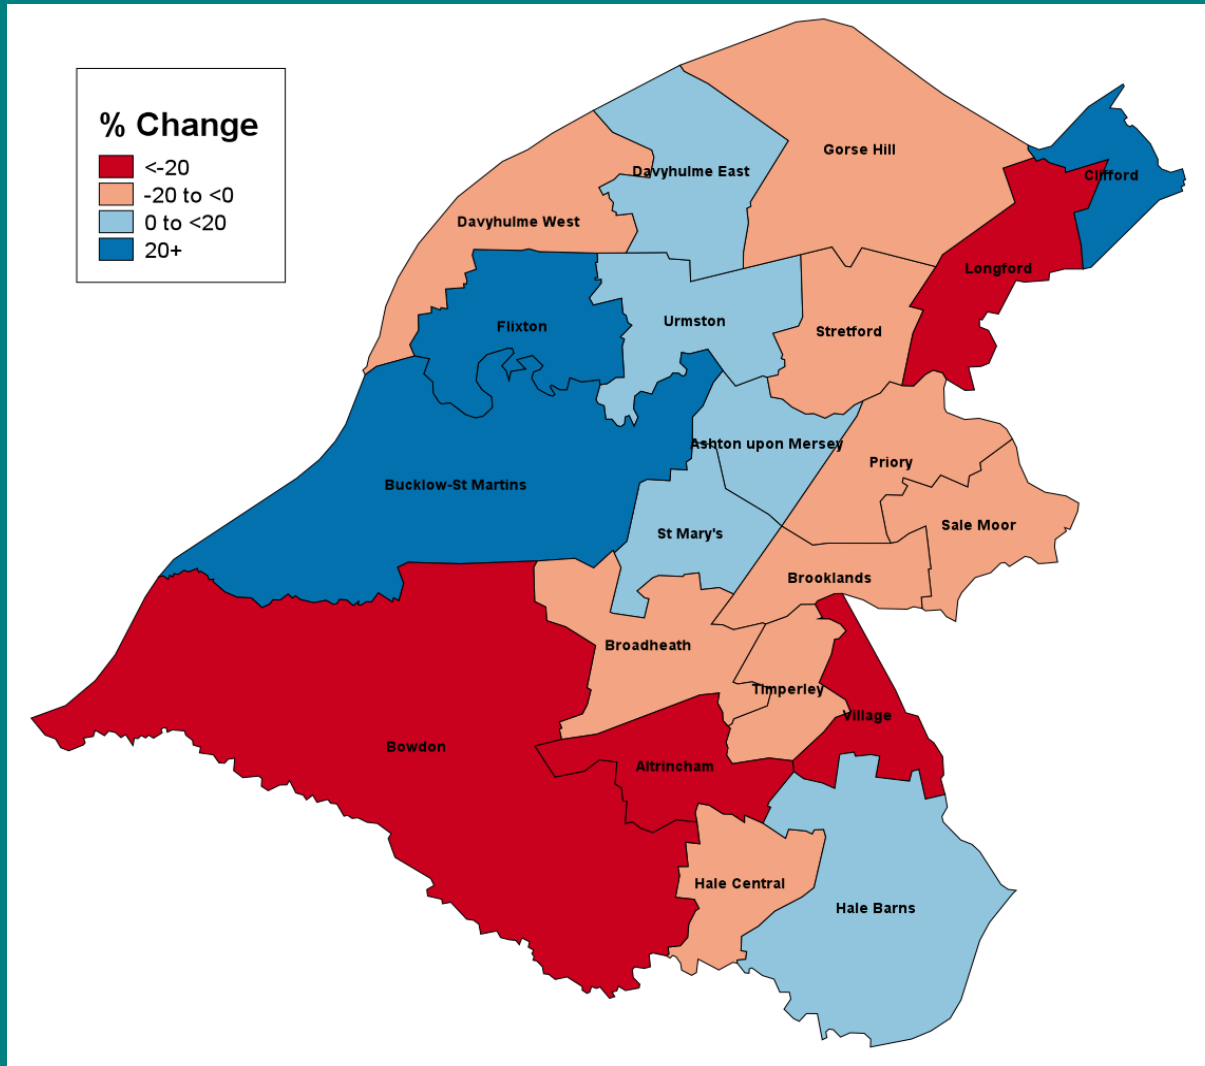 % Change
<-20
-20 to <0
0 to <20
20+
Gorse Hill
Davyhulme East
Clifford
Davyhulme West
Longford
Urmston
Flixton
Stretford
Ashton upon Mersey
Priory
Bucklow-St Martins
Sale Moor
St Mary's
Brooklands
Broadheath
Timperley
Village
Bowdon
Altrincham
Hale Central
Hale Barns